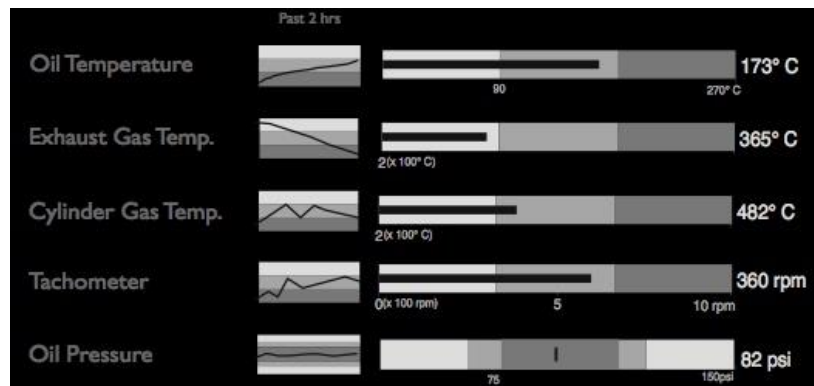 Past 2 hrs
Oil Temperature 173° C
90 270° C
Exhaust Gas Temp. 365° C
2(x 100° C)
Cylinder Gas Temp. 482° C
2(x 100° C)
Tachometer 360 rpm
0(x 100 rpm) 5 10 rpm
Oil Pressure 82 psi
75 150psi